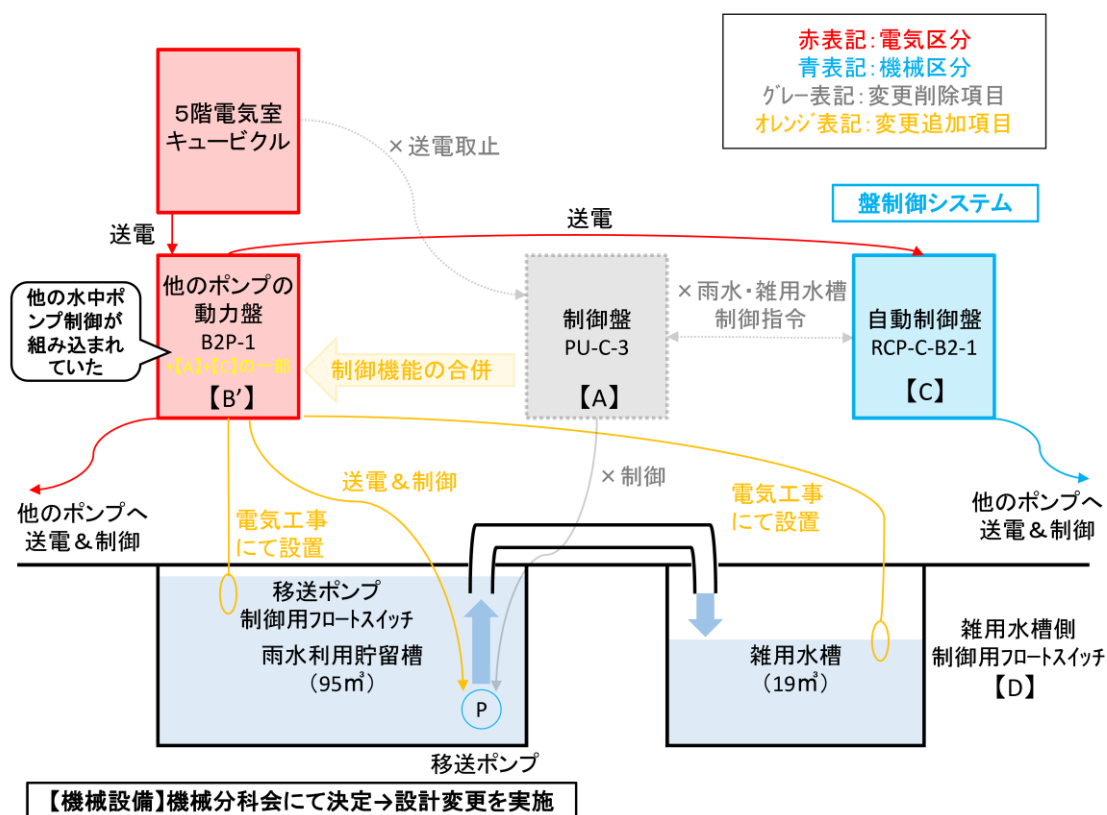 赤表記：電気区分
青表記：機械区分
グレー表記：変更削除項目
オレンジ表記：変更追加項目
5階電気室
キュービクル
×送電取止
盤制御システム
送電
送電
他の水中ポ
ンプ制御が
組み込まれ
ていた
他のポンプの
動力盤
B2P-1
+【A】+【C】の一部
【B’】
制御機能の合併
制御盤
PU-C-3
【A】
×雨水・雑用水槽
制御指令
自動制御盤
RCP-C-B2-1
【C】
他のポンプへ
送電＆制御
電気工事
にて設置
送電＆制御
×制御
電気工事
にて設置
他のポンプへ
送電＆制御
移送ポンプ
制御用フロートスイッチ
雨水利用貯留槽
（95㎥）
P
移送ポンプ
雑用水槽
（19㎥）
雑用水槽側
制御用フロートスイッチ
【D】
【機械設備】機械分科会にて決定→設計変更を実施